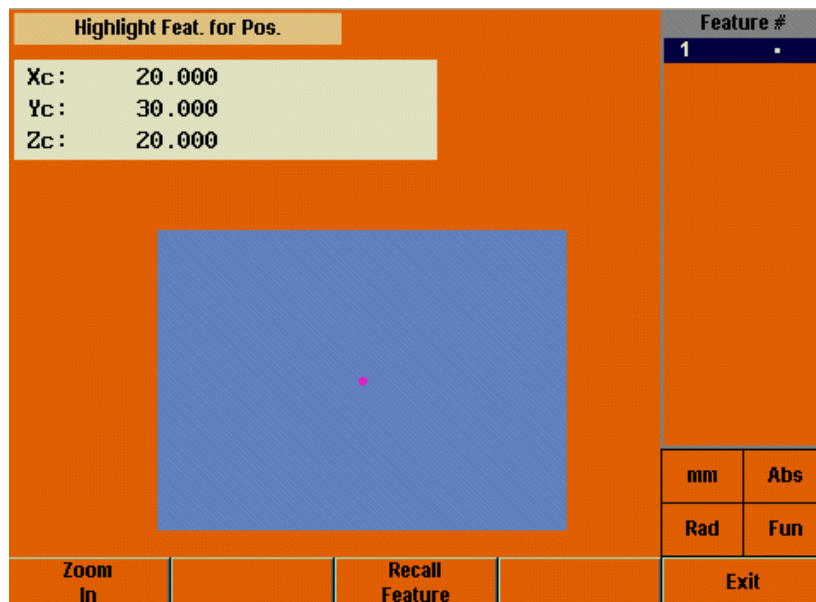 Highlight Feat. for Pos.
Xc: 20.000
Yc: 30.000
Zc: 20.000
Feature #
1
mm Abs
Rad Fun
Zoom In
Recall Feature
Exit